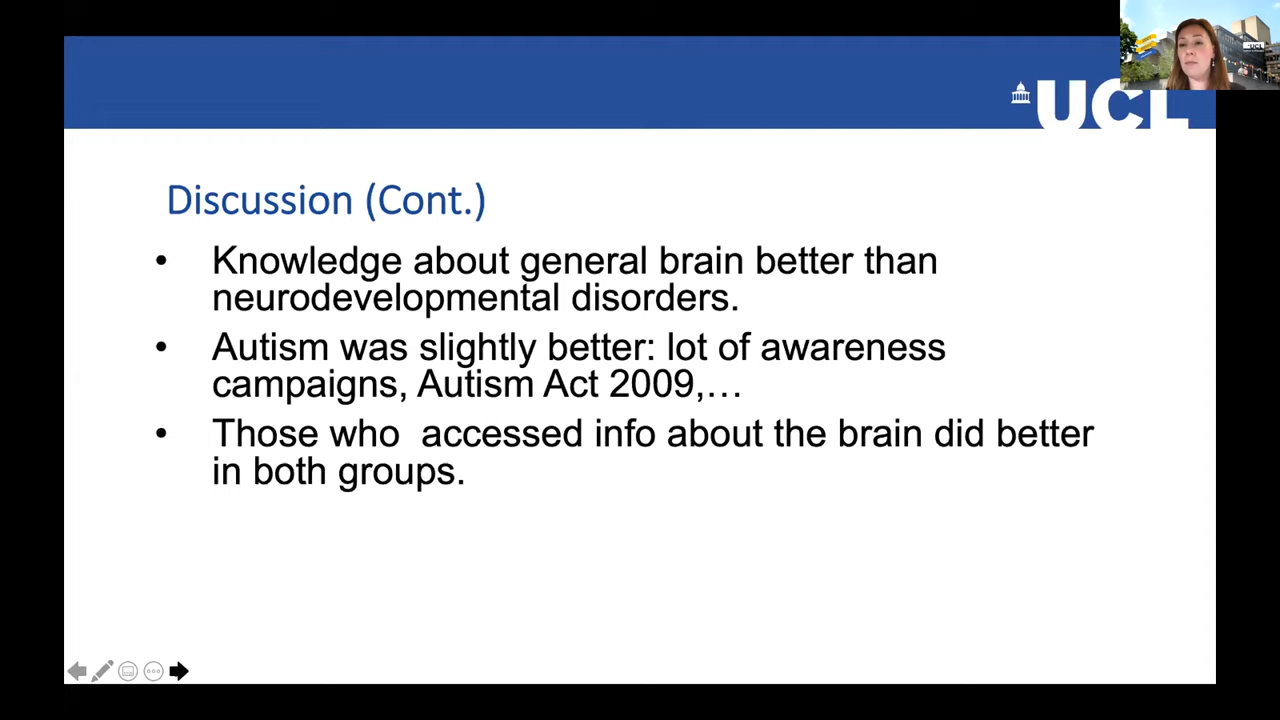 UCL
Discussion (Cont.)
• Knowledge about general brain better than
neurodevelopmental disorders.
• Autism was slightly better: lot of awareness
campaigns, Autism Act 2009,…
• Those who  accessed info about the brain did better
in both groups.